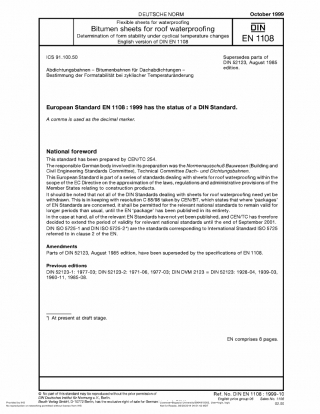 DEUTSCHE NORM
October 1999
Flexible sheets for waterproofing
Bitumen sheets for roof waterproofing
Determination of form stability under cyclical temperature changes
English version of DIN EN 1108
DIN
EN 1108
ICS 91.100.50
Supersedes parts of
DIN 52123, August 1985
edition.
Abdichtungsbahnen – Bitumenbahnen für Dachabdichtungen –
Bestimmung der Formstabilität bei zyklischer Temperaturänderung
European Standard EN 1108 : 1999 has the status of a DIN Standard.
A comma is used as the decimal marker.
National foreword
This standard has been prepared by CEN/TC 254.
The responsible German body involved in its preparation was the Normenausschuß Bauwesen (Building and
Civil Engineering Standards Committee), Technical Committee Dach- und Dichtungsbahnen.
This European Standard is part of a series of standards dealing with sheets for roof waterproofing within the
scope of the EC Directive on the approximation of the laws, regulations and administrative provisions of the
Member States relating to construction products.
It should be noted that not all of the DIN Standards dealing with sheets for roof waterproofing need yet be
withdrawn. This is in keeping with resolution C 88/98 taken by CEN/BT, which states that where 'packages'
of EN Standards are concerned, it shall be permitted for the relevant national standards to remain valid for
longer periods than usual, until the EN 'package' has been published in its entirety.
In the case at hand, all of the relevant EN Standards have not yet been published, and CEN/TC has therefore
decided to extend the period of validity for relevant national standards until the end of September 2001.
DIN ISO 5725-1 and DIN ISO 5725-2*) are the standards corresponding to International Standard ISO 5725
referred to in clause 2 of the EN.
Amendments
Parts of DIN 52123, August 1985 edition, have been superseded by the specifications of EN 1108.
Previous editions
DIN 52123-1: 1977-03; DIN 52123-2: 1971-06, 1977-03; DIN DVM 2123 = DIN 52123: 1928-04, 1939-03,
1960-11, 1985-08.
*) At present at draft stage.
EN comprises 6 pages.
© No part of this standard may be reproduced without the prior permission of
DIN Deutsches Institut für Normung e.V., Berlin.
Beuth Verlag GmbH, D-10772 Berlin, has the exclusive right of sale for German
Ref. No. DIN EN 1108 : 1999-10
English price group 06 Sales No. 1106